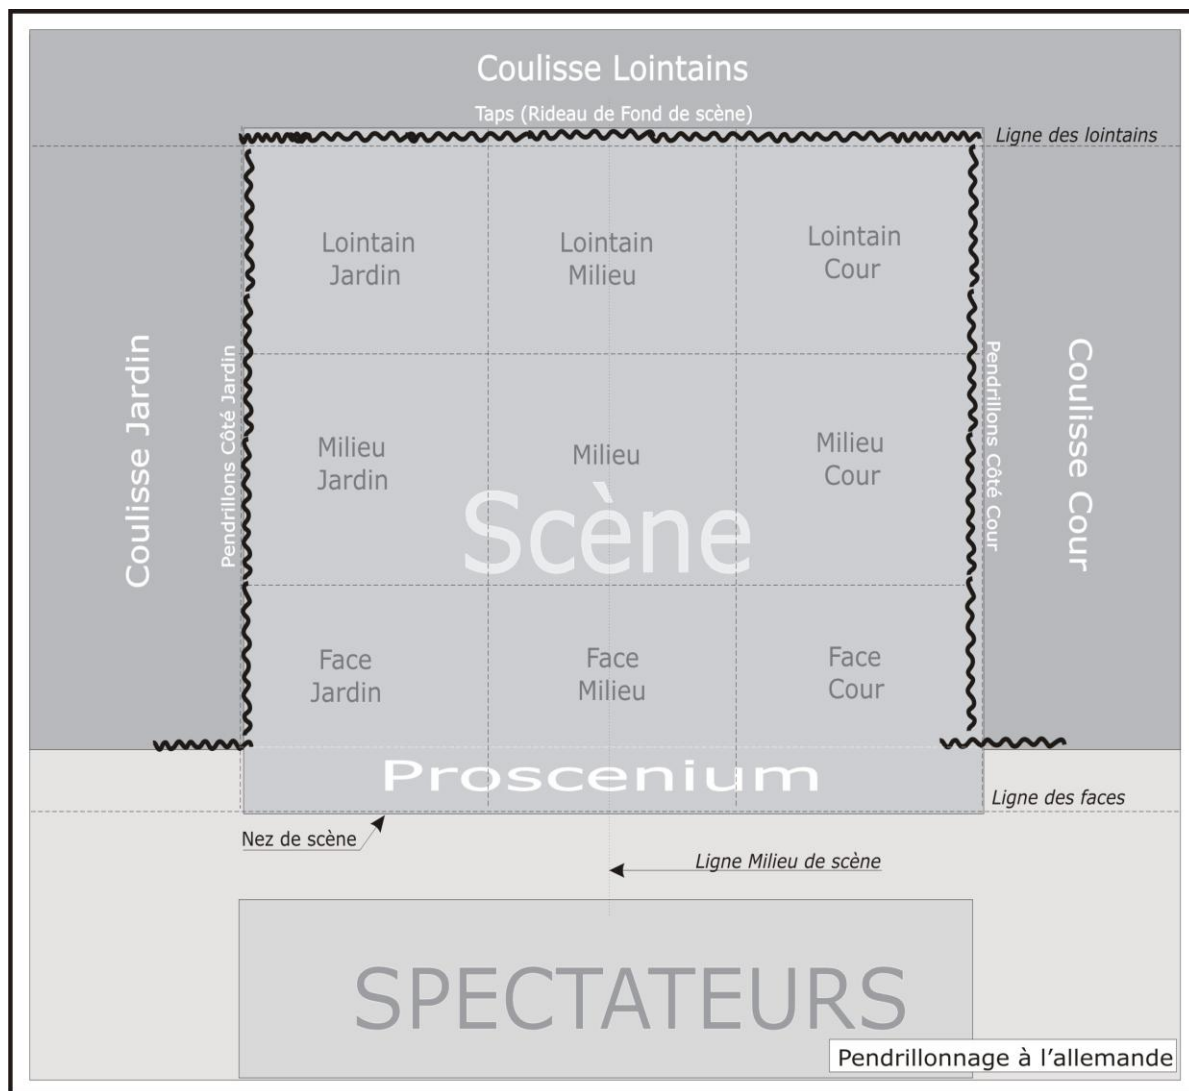 Coulisse Lointains
Taps (Rideau de Fond de scène)
Ligne des lointains
Lointain
Jardin
Lointain
Milieu
Lointain
Cour
Coulisse Jardin
Pendrillons Côté Jardin
Milieu
Jardin
Milieu
Milieu
Cour
Pendrillons Côté Cour
Coulisse Cour
Scène
Face
Jardin
Face
Milieu
Face
Cour
Proscenium
Ligne des faces
Nez de scène
Ligne Milieu de scène
SPECTATEURS
Pendrillonnage à l'allemande